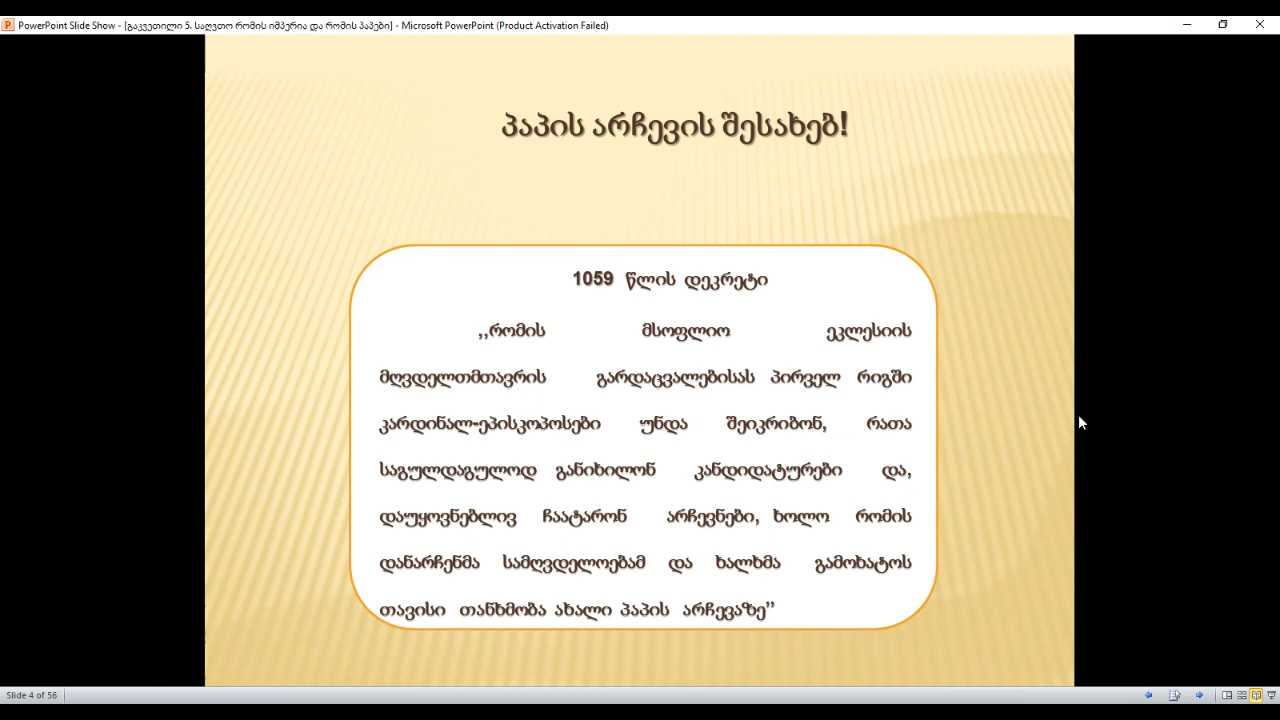 PowerPoint Slide Show - [გაკვეთილი 5. საღვთო რომის იმპერია და რომის პაპები] - Microsoft PowerPoint (Product Activation Failed)
პაპის არჩევის შესახებ!
1059 წლის დეკრეტი
,,რომის მსოფლიო ეკლესიის
მღვდელთმთავრის გარდაცვალებისას პირველ რიგში
კარდინალ-ეპისკოპოსები უნდა შეიკრიბონ, რათა
საგულდაგულოდ განიხილონ კანდიდატურები და,
დაუყოვნებლივ ჩაატარონ არჩევნები, ხოლო რომის
დანარჩენმა სამღვდელოებამ და ხალხმა გამოხატოს
თავისი თანხმობა ახალი პაპის არჩევაზე’’
Slide 4 of 56